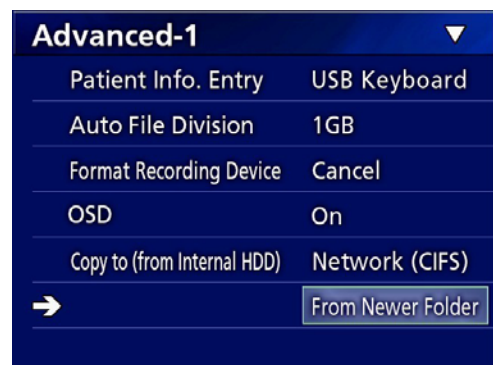 Advanced-1
Patient Info. Entry USB Keyboard
Auto File Division 1GB
Format Recording Device Cancel
OSD On
Copy to (from Internal HDD) Network (CIFS)
From Newer Folder